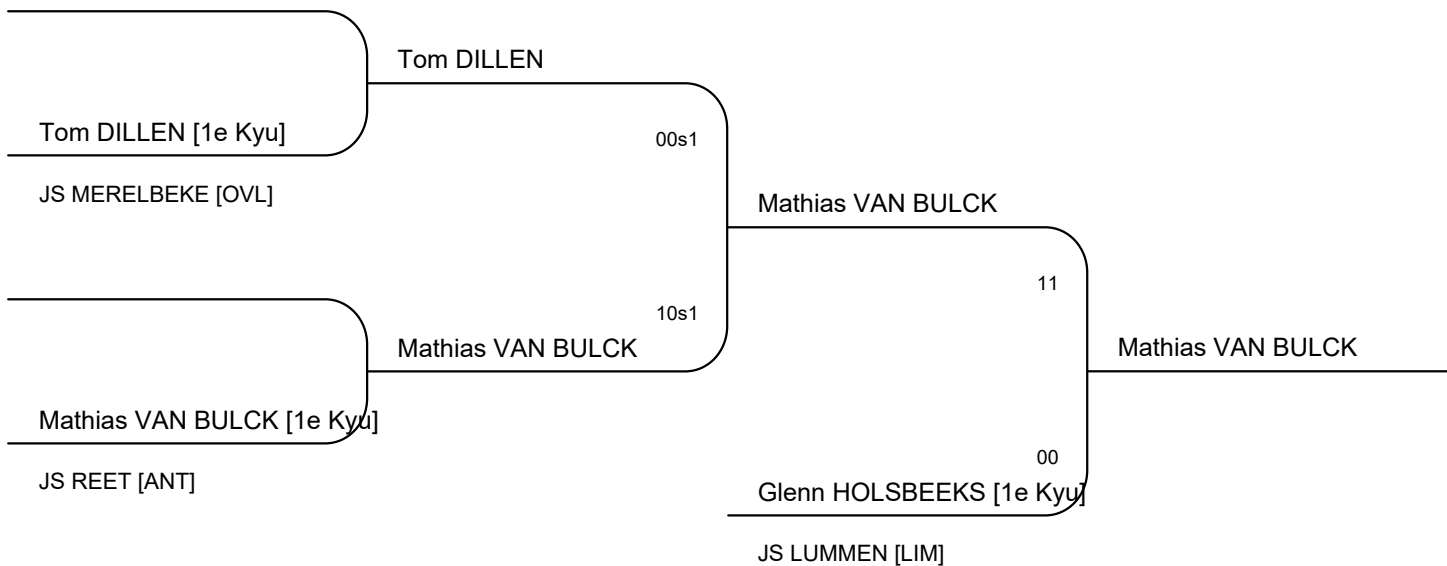 Tom DILLEN
Tom DILLEN [1e Kyu]
00s1
JS MERELBEKE [OVL]
Mathias VAN BULCK
11
10s1
Mathias VAN BULCK
Mathias VAN BULCK
Mathias VAN BULCK [1e Kyu]
00
JS REET [ANT]
Glenn HOLSBEEKS [1e Kyu]
JS LUMMEN [LIM]